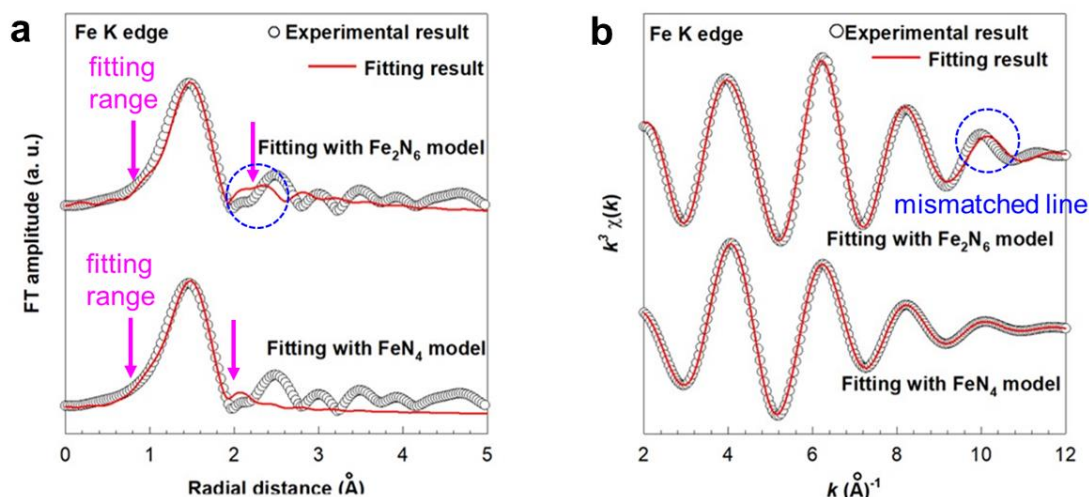 a
Fe K edge
Experimental result
Fitting result
fitting
range
Fitting with Fe₂N₆ model
fitting
range
Fitting with FeN₄ model
FT amplitude (a. u.)
0 1 2 3 4 5
Radial distance (Å)
b
Fe K edge
Experimental result
Fitting result
mismatched line
Fitting with Fe₂N₆ model
Fitting with FeN₄ model
k³ χ(k)
2 4 6 8 10 12
k (Å)⁻¹